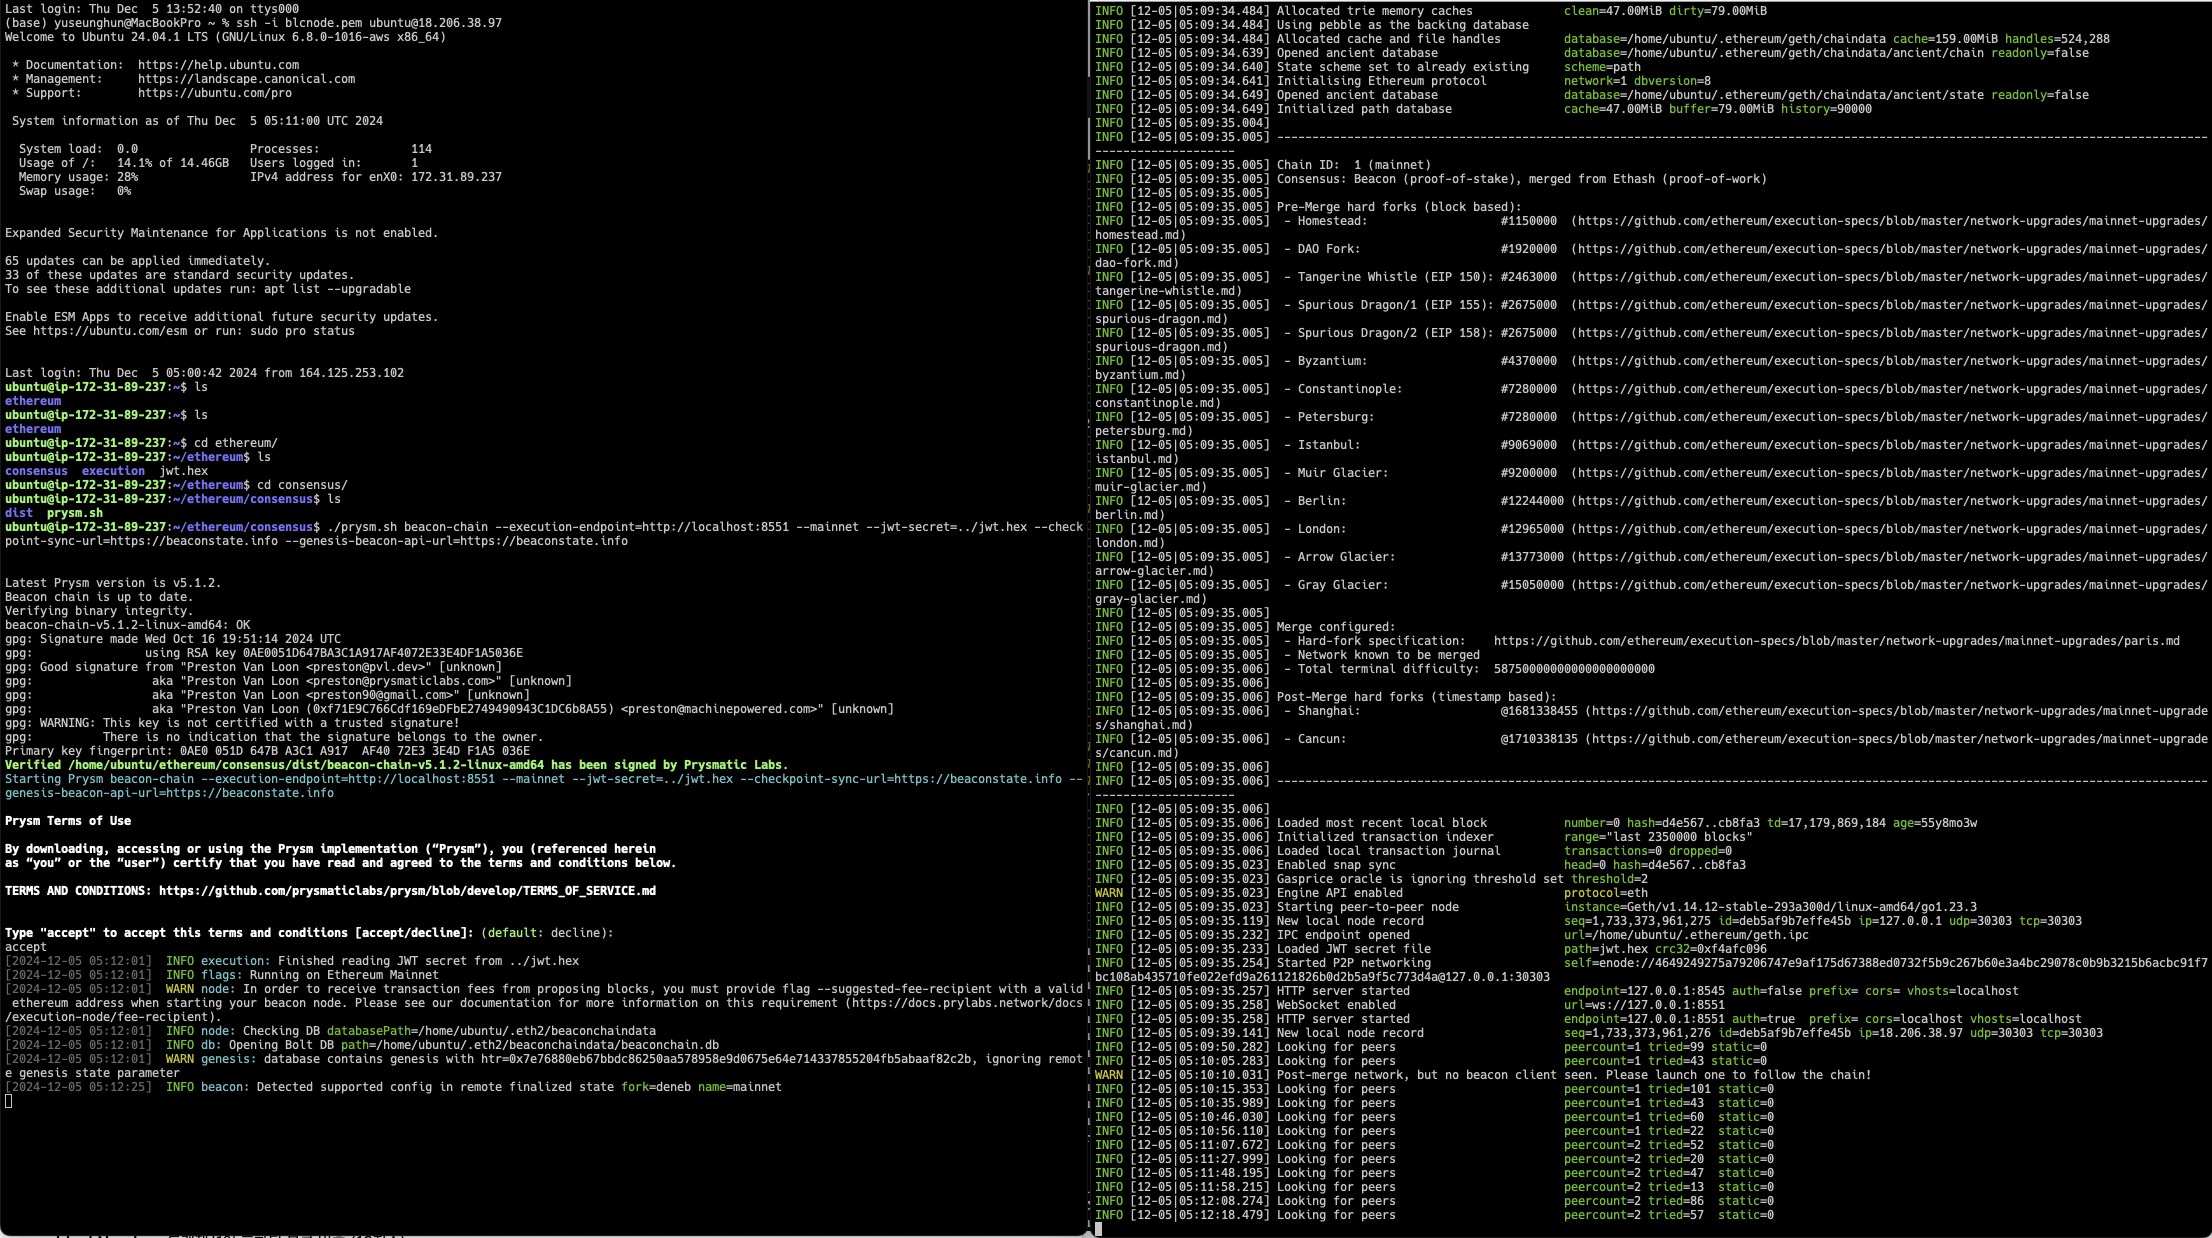 Last login: Thu Dec  5 13:52:40 on ttys000
(base) yuseunghun@MacBookPro ~ % ssh -i blcnode.pem ubuntu@18.206.38.97
Welcome to Ubuntu 24.04.1 LTS (GNU/Linux 6.8.0-1016-aws x86_64)
* Documentation:  https://help.ubuntu.com
* Management:     https://landscape.canonical.com
* Support:        https://ubuntu.com/pro
System information as of Thu Dec  5 05:11:00 UTC 2024
System load:  0.0               Processes:              114
Usage of /:   14.1% of 14.46GB   Users logged in:       1
Memory usage: 28%                IPv4 address for enX0: 172.31.89.237
Swap usage:   0%
Expanded Security Maintenance for Applications is not enabled.
65 updates can be applied immediately.
33 of these updates are standard security updates.
To see these additional updates run: apt list --upgradable
Enable ESM Apps to receive additional future security updates.
See https://ubuntu.com/esm or run: sudo pro status
Last login: Thu Dec  5 05:00:42 2024 from 164.125.253.102
ubuntu@ip-172-31-89-237:~$ ls
ethereum
ubuntu@ip-172-31-89-237:~$ ls
ethereum
ubuntu@ip-172-31-89-237:~$ cd ethereum/
ubuntu@ip-172-31-89-237:~/ethereum$ ls
consensus  execution  jwt.hex
ubuntu@ip-172-31-89-237:~/ethereum$ cd consensus/
ubuntu@ip-172-31-89-237:~/ethereum/consensus$ ls
dist  prysm.sh
ubuntu@ip-172-31-89-237:~/ethereum/consensus$ ./prysm.sh beacon-chain --execution-endpoint=http://localhost:8551 --mainnet --jwt-secret=../jwt.hex --check
point-sync-url=https://beaconstate.info --genesis-beacon-api-url=https://beaconstate.info
Latest Prysm version is v5.1.2.
Beacon chain is up to date.
Verifying binary integrity.
beacon-chain-v5.1.2-linux-amd64: OK
gpg: Signature made Wed Oct 16 19:51:14 2024 UTC
gpg:                using RSA key 0AE0051D647BA3C1A917AF4072E33E4DF1A5036E
gpg: Good signature from "Preston Van Loon <preston@pvl.dev>" [unknown]
gpg:                 aka "Preston Van Loon <preston@prysmaticlabs.com>" [unknown]
gpg:                 aka "Preston Van Loon <preston90@gmail.com>" [unknown]
gpg:                 aka "Preston Van Loon (0xf71E9C766Cdf169eDFbE2749490943C1DC6b8A55) <preston@machinepowered.com>" [unknown]
gpg: WARNING: This key is not certified with a trusted signature!
gpg:          There is no indication that the signature belongs to the owner.
Primary key fingerprint: 0AE0 051D 647B A3C1 A917  AF40 72E3 3E4D F1A5 036E
Verified /home/ubuntu/ethereum/consensus/dist/beacon-chain-v5.1.2-linux-amd64 has been signed by Prysmatic Labs.
Starting Prysm beacon-chain --execution-endpoint=http://localhost:8551 --mainnet --jwt-secret=../jwt.hex --checkpoint-sync-url=https://beaconstate.info --
genesis-beacon-api-url=https://beaconstate.info
Prysm Terms of Use
By downloading, accessing or using the Prysm implementation (“Prysm”), you (referenced herein
as “you” or the “user”) certify that you have read and agreed to the terms and conditions below.
TERMS AND CONDITIONS: https://github.com/prysmaticlabs/prysm/blob/develop/TERMS_OF_SERVICE.md
Type "accept" to accept this terms and conditions [accept/decline]: (default: decline):
accept
[2024-12-05 05:12:01]  INFO execution: Finished reading JWT secret from ../jwt.hex
[2024-12-05 05:12:01]  INFO flags: Running on Ethereum Mainnet
[2024-12-05 05:12:01]  WARN node: In order to receive transaction fees from proposing blocks, you must provide flag --suggested-fee-recipient with a valid
ethereum address when starting your beacon node. Please see our documentation for more information on this requirement (https://docs.prylabs.network/docs
/execution-node/fee-recipient).
[2024-12-05 05:12:01]  INFO node: Checking DB databasePath=/home/ubuntu/.eth2/beaconchaindata
[2024-12-05 05:12:01]  INFO db: Opening Bolt DB path=/home/ubuntu/.eth2/beaconchaindata/beaconchain.db
[2024-12-05 05:12:01]  WARN genesis: database contains genesis with htr=0x7e76880eb67bbdc86250aa578958e9d0675e64e714337855204fb5abaaf82c2b, ignoring remot
e genesis state parameter
[2024-12-05 05:12:25]  INFO beacon: Detected supported config in remote finalized state fork=deneb name=mainnet
INFO [12-05|05:09:34.484] Allocated trie memory caches             clean=47.00MiB dirty=79.00MiB
INFO [12-05|05:09:34.484] Using pebble as the backing database
INFO [12-05|05:09:34.484] Allocated cache and file handles         database=/home/ubuntu/.ethereum/geth/chaindata cache=159.00MiB handles=524,288
INFO [12-05|05:09:34.639] Opened ancient database                  database=/home/ubuntu/.ethereum/geth/chaindata/ancient/chain readonly=false
INFO [12-05|05:09:34.640] State scheme set to already existing     scheme=path
INFO [12-05|05:09:34.641] Initialising Ethereum protocol           network=1 dbversion=8
INFO [12-05|05:09:34.649] Opened ancient database                  database=/home/ubuntu/.ethereum/geth/chaindata/ancient/state readonly=false
INFO [12-05|05:09:34.649] Initialized path database                cache=47.00MiB buffer=79.00MiB history=90000
INFO [12-05|05:09:35.004]
INFO [12-05|05:09:35.005] ---------------------------------------------------------------------------------------------------------------------------------------
--------------------
INFO [12-05|05:09:35.005] Chain ID:  1 (mainnet)
INFO [12-05|05:09:35.005] Consensus: Beacon (proof-of-stake), merged from Ethash (proof-of-work)
INFO [12-05|05:09:35.005]
INFO [12-05|05:09:35.005] Pre-Merge hard forks (block based):
INFO [12-05|05:09:35.005]  - Homestead:                   #1150000  (https://github.com/ethereum/execution-specs/blob/master/network-upgrades/mainnet-upgrades/
homestead.md)
INFO [12-05|05:09:35.005]  - DAO Fork:                    #1920000  (https://github.com/ethereum/execution-specs/blob/master/network-upgrades/mainnet-upgrades/
dao-fork.md)
INFO [12-05|05:09:35.005]  - Tangerine Whistle (EIP 150): #2463000  (https://github.com/ethereum/execution-specs/blob/master/network-upgrades/mainnet-upgrades/
tangerine-whistle.md)
INFO [12-05|05:09:35.005]  - Spurious Dragon/1 (EIP 155): #2675000  (https://github.com/ethereum/execution-specs/blob/master/network-upgrades/mainnet-upgrades/
spurious-dragon.md)
INFO [12-05|05:09:35.005]  - Spurious Dragon/2 (EIP 158): #2675000  (https://github.com/ethereum/execution-specs/blob/master/network-upgrades/mainnet-upgrades/
spurious-dragon.md)
INFO [12-05|05:09:35.005]  - Byzantium:                   #4370000  (https://github.com/ethereum/execution-specs/blob/master/network-upgrades/mainnet-upgrades/
byzantium.md)
INFO [12-05|05:09:35.005]  - Constantinople:              #7280000  (https://github.com/ethereum/execution-specs/blob/master/network-upgrades/mainnet-upgrades/
constantinople.md)
INFO [12-05|05:09:35.005]  - Petersburg:                  #7280000  (https://github.com/ethereum/execution-specs/blob/master/network-upgrades/mainnet-upgrades/
petersburg.md)
INFO [12-05|05:09:35.005]  - Istanbul:                    #9069000  (https://github.com/ethereum/execution-specs/blob/master/network-upgrades/mainnet-upgrades/
istanbul.md)
INFO [12-05|05:09:35.005]  - Muir Glacier:                #9200000  (https://github.com/ethereum/execution-specs/blob/master/network-upgrades/mainnet-upgrades/
muir-glacier.md)
INFO [12-05|05:09:35.005]  - Berlin:                      #12244000 (https://github.com/ethereum/execution-specs/blob/master/network-upgrades/mainnet-upgrades/
berlin.md)
INFO [12-05|05:09:35.005]  - London:                      #12965000 (https://github.com/ethereum/execution-specs/blob/master/network-upgrades/mainnet-upgrades/
london.md)
INFO [12-05|05:09:35.005]  - Arrow Glacier:               #13773000 (https://github.com/ethereum/execution-specs/blob/master/network-upgrades/mainnet-upgrades/
arrow-glacier.md)
INFO [12-05|05:09:35.005]  - Gray Glacier:                #15050000 (https://github.com/ethereum/execution-specs/blob/master/network-upgrades/mainnet-upgrades/
gray-glacier.md)
INFO [12-05|05:09:35.005]
INFO [12-05|05:09:35.005] Merge configured:
INFO [12-05|05:09:35.005]  - Hard-fork specification:    https://github.com/ethereum/execution-specs/blob/master/network-upgrades/mainnet-upgrades/paris.md
INFO [12-05|05:09:35.005]  - Network known to be merged
INFO [12-05|05:09:35.006]  - Total terminal difficulty:  58750000000000000000000
INFO [12-05|05:09:35.006]
INFO [12-05|05:09:35.006] Post-Merge hard forks (timestamp based):
INFO [12-05|05:09:35.006]  - Shanghai:                    @1681338455 (https://github.com/ethereum/execution-specs/blob/master/network-upgrades/mainnet-upgrade
s/shanghai.md)
INFO [12-05|05:09:35.006]  - Cancun:                      @1710338135 (https://github.com/ethereum/execution-specs/blob/master/network-upgrades/mainnet-upgrade
s/cancun.md)
INFO [12-05|05:09:35.006]
INFO [12-05|05:09:35.006] ---------------------------------------------------------------------------------------------------------------------------------------
--------------------
INFO [12-05|05:09:35.006]
INFO [12-05|05:09:35.006] Loaded most recent local block           number=0 hash=d4e567..cb8fa3 td=17,179,869,184 age=55y8mo3w
INFO [12-05|05:09:35.006] Initialized transaction indexer          range="last 2350000 blocks"
INFO [12-05|05:09:35.006] Loaded local transaction journal         transactions=0 dropped=0
INFO [12-05|05:09:35.023] Enabled snap sync                        head=0 hash=d4e567..cb8fa3
INFO [12-05|05:09:35.023] Gasprice oracle is ignoring threshold set threshold=2
WARN [12-05|05:09:35.023] Engine API enabled                       protocol=eth
INFO [12-05|05:09:35.023] Starting peer-to-peer node               instance=Geth/v1.14.12-stable-293a300d/linux-amd64/go1.23.3
INFO [12-05|05:09:35.119] New local node record                    seq=1,733,373,961,275 id=deb5af9b7effe45b ip=127.0.0.1 udp=30303 tcp=30303
INFO [12-05|05:09:35.232] IPC endpoint opened                      url=/home/ubuntu/.ethereum/geth.ipc
INFO [12-05|05:09:35.233] Loaded JWT secret file                   path=jwt.hex crc32=0xf4afc096
INFO [12-05|05:09:35.254] Started P2P networking                   self=enode://4649249275a79206747e9af175d67388ed0732f5b9c267b60e3a4bc29078c0b9b3215b6acbc91f7
bc108ab435710fe022efd9a261121826b0d2b5a9f5c773d4a@127.0.0.1:30303
INFO [12-05|05:09:35.257] HTTP server started                      endpoint=127.0.0.1:8545 auth=false prefix= cors= vhosts=localhost
INFO [12-05|05:09:35.258] WebSocket enabled                        url=ws://127.0.0.1:8551
INFO [12-05|05:09:35.258] HTTP server started                      endpoint=127.0.0.1:8551 auth=true  prefix= cors=localhost vhosts=localhost
INFO [12-05|05:09:39.141] New local node record                    seq=1,733,373,961,276 id=deb5af9b7effe45b ip=18.206.38.97 udp=30303 tcp=30303
INFO [12-05|05:09:50.282] Looking for peers                        peercount=1 tried=99 static=0
INFO [12-05|05:10:05.283] Looking for peers                        peercount=1 tried=43 static=0
WARN [12-05|05:10:10.031] Post-merge network, but no beacon client seen. Please launch one to follow the chain!
INFO [12-05|05:10:15.353] Looking for peers                        peercount=1 tried=101 static=0
INFO [12-05|05:10:35.989] Looking for peers                        peercount=1 tried=43  static=0
INFO [12-05|05:10:46.030] Looking for peers                        peercount=1 tried=60  static=0
INFO [12-05|05:10:56.110] Looking for peers                        peercount=1 tried=22  static=0
INFO [12-05|05:11:07.672] Looking for peers                        peercount=2 tried=52  static=0
INFO [12-05|05:11:27.999] Looking for peers                        peercount=2 tried=20  static=0
INFO [12-05|05:11:48.195] Looking for peers                        peercount=2 tried=47  static=0
INFO [12-05|05:11:58.215] Looking for peers                        peercount=2 tried=13  static=0
INFO [12-05|05:12:08.274] Looking for peers                        peercount=2 tried=86  static=0
INFO [12-05|05:12:18.479] Looking for peers                        peercount=2 tried=57  static=0